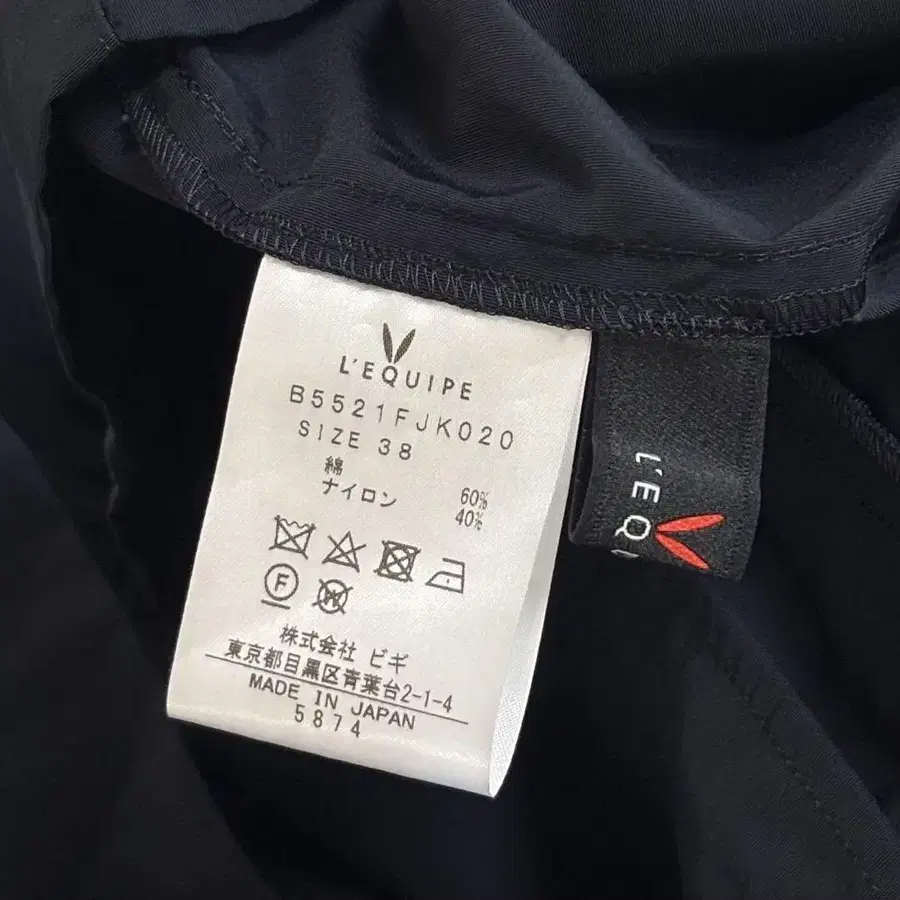 L'EQUIPE
B5521FJK020
SIZE 38
綿 60%
ナイロン 40%
F
W
株式会社 ビギ
東京都目黒区青葉台2-1-4
MADE IN JAPAN
5874
L'EQ